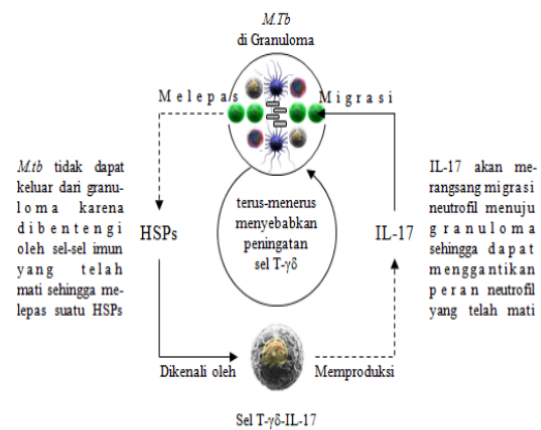 M.Tb
di Granuloma
Melepas
Migrasi
M.tb tidak dapat
keluar dari granu-
loma karena
dibentengi
oleh sel-sel imun
yang telah
mati sehingga me-
lepas suatu HSPs
HSPs
terus-menerus
menyebabkan
peningatan
sel T-γδ
IL-17
IL-17 akan me-
rangsang migrasi
neutrofil menuju
granuloma
sehingga dapat
menggantikan
peran neutrofil
yang telah mati
Dikenali oleh
Memproduksi
Sel T-γδ-IL-17